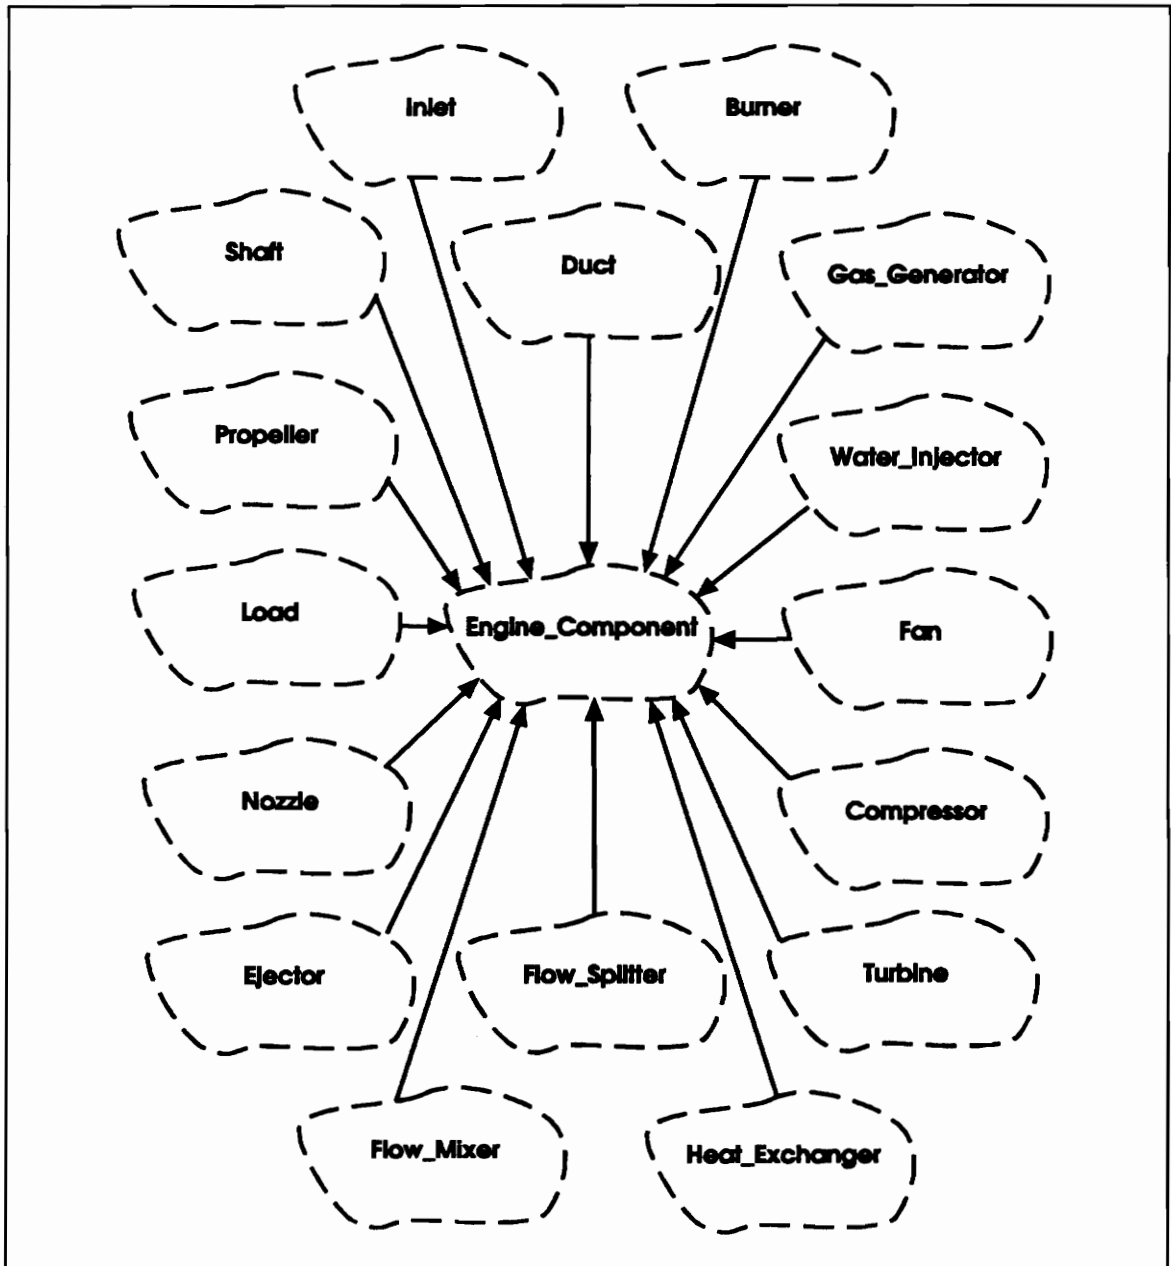 Inlet
Burner
Shaft
Duct
Gas_Generator
Propeller
Water_Injector
Load
Engine_Component
Fan
Nozzle
Compressor
Ejector
Flow_Splitter
Turbine
Flow_Mixer
Heat_Exchanger